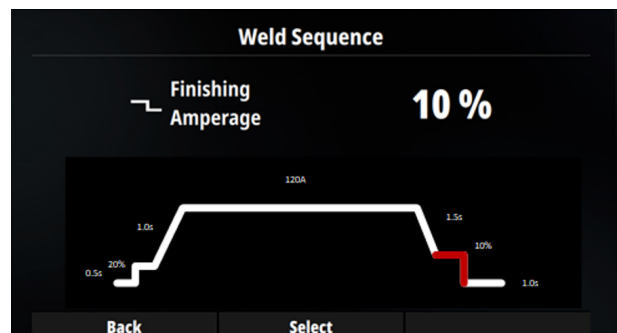 Weld Sequence
Finishing
Amperage
10 %
120A
1.0s
1.5s
20%
10%
0.5s
1.0s
Back
Select